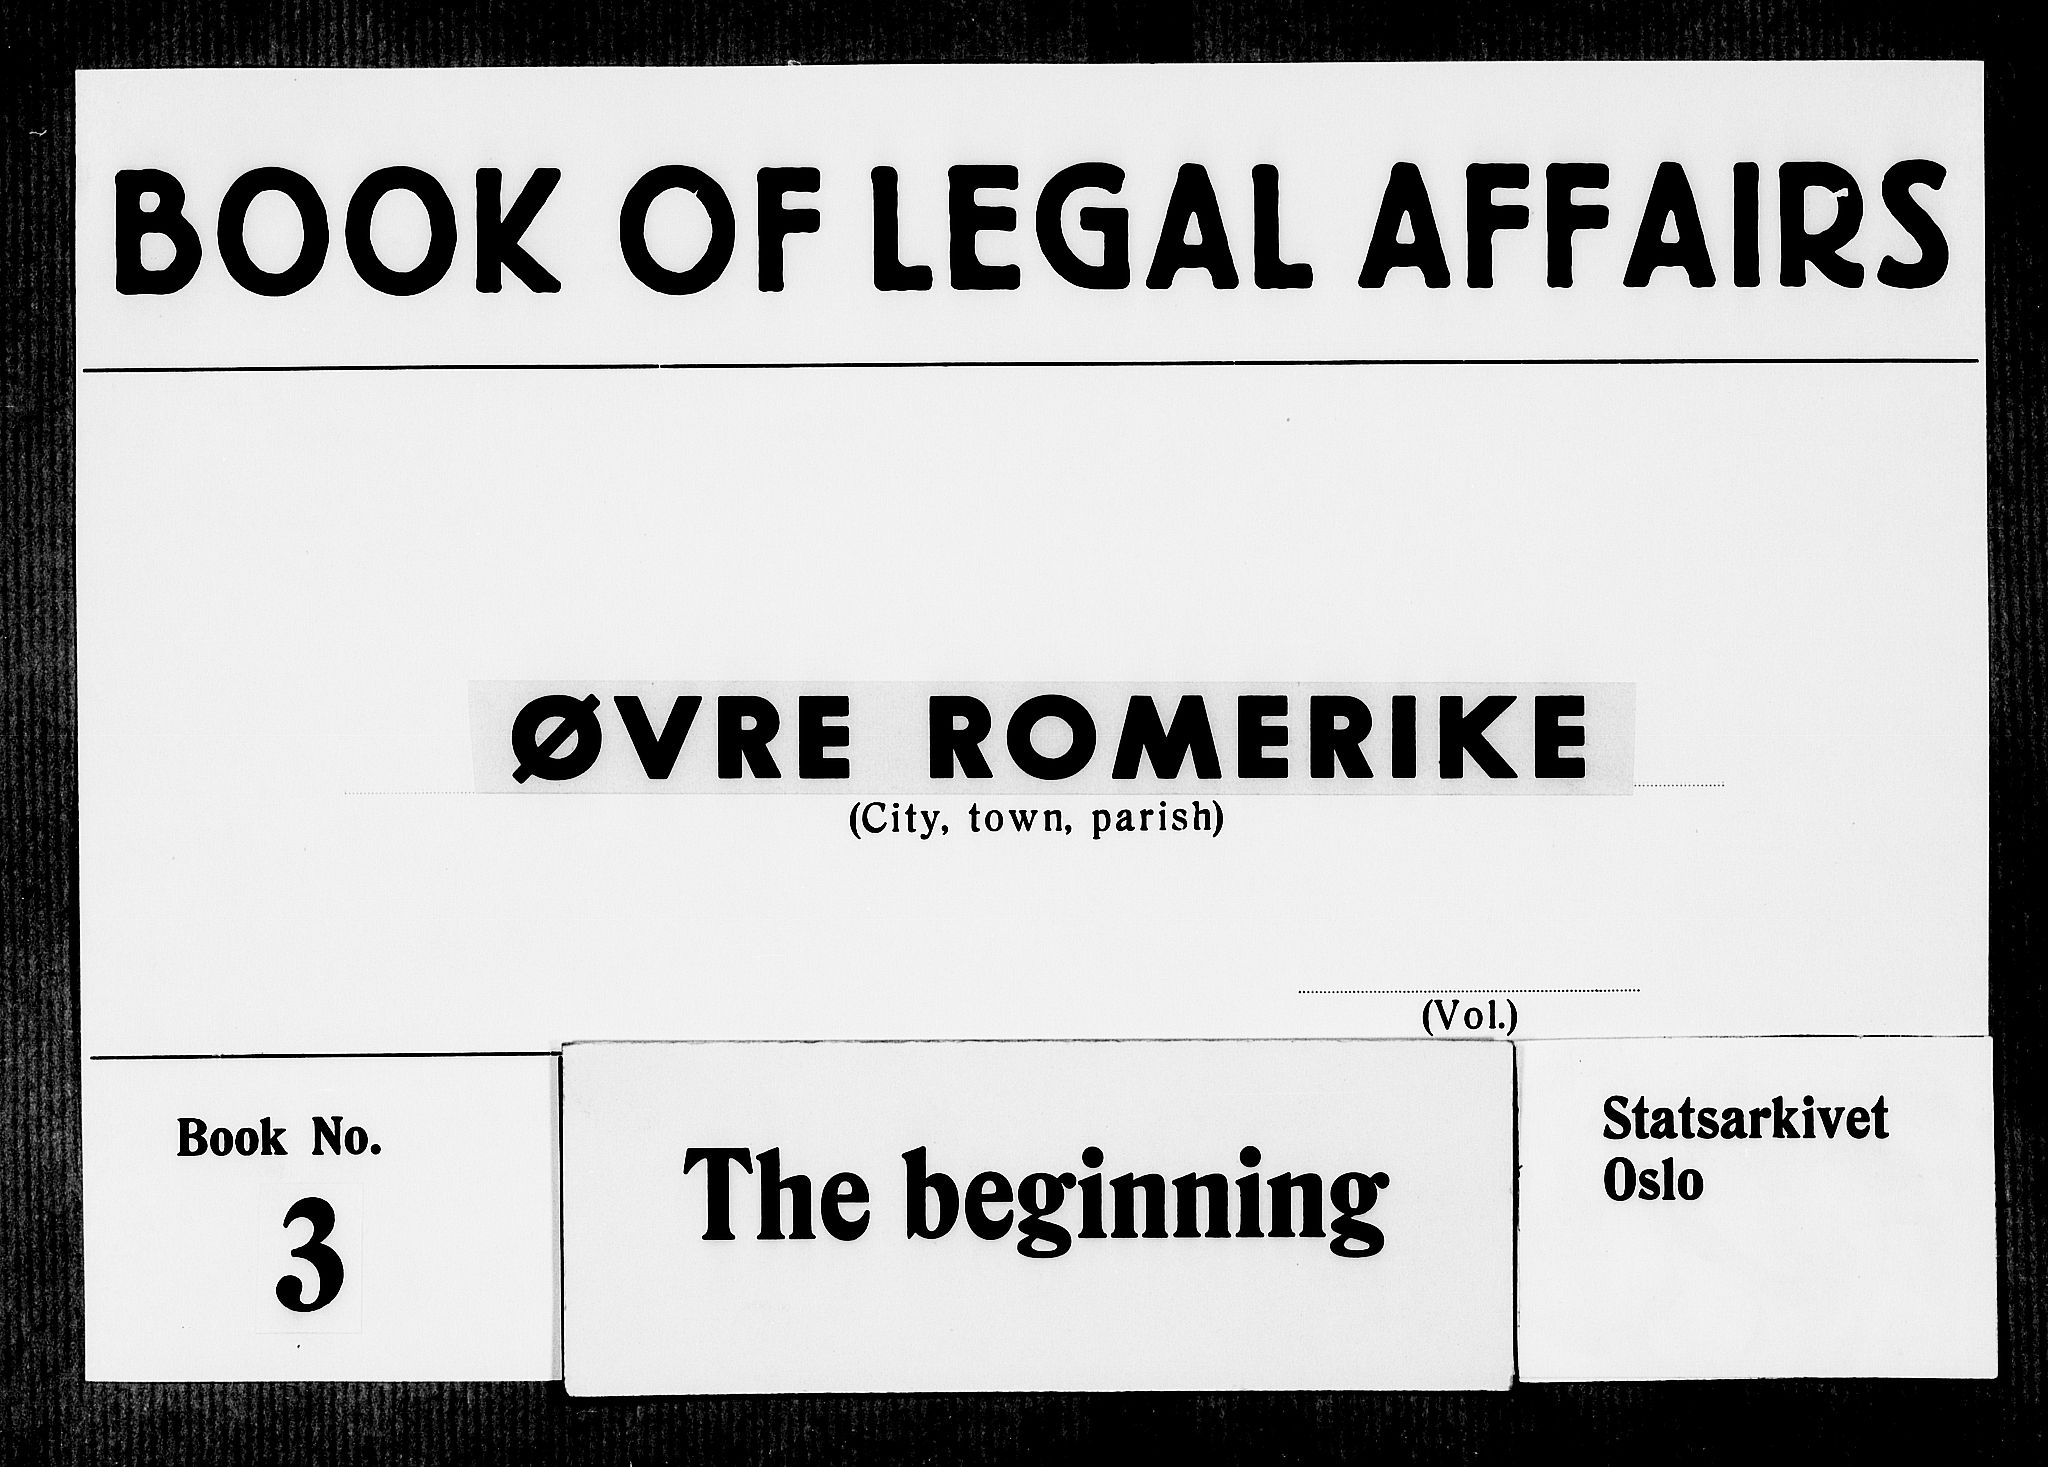 BOOK OF LEGAL AFFAIRS
ØVRE ROMERIKE
(City, town, parish)
(Vol.)
Book No.
3
The beginning
Statsarkivet
Oslo